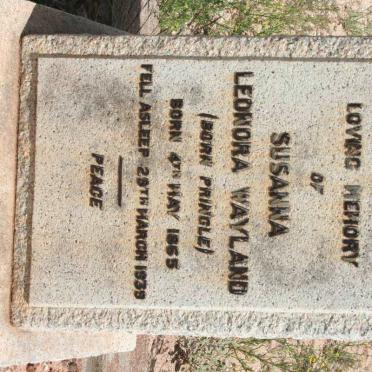 LOVING MEMORY
OF
SUSANNA
LEONORA WAYLAND
(BORN PRINGLE)
BORN 4TH MAY 1865
FELL ASLEEP 29TH MARCH 1939
PEACE